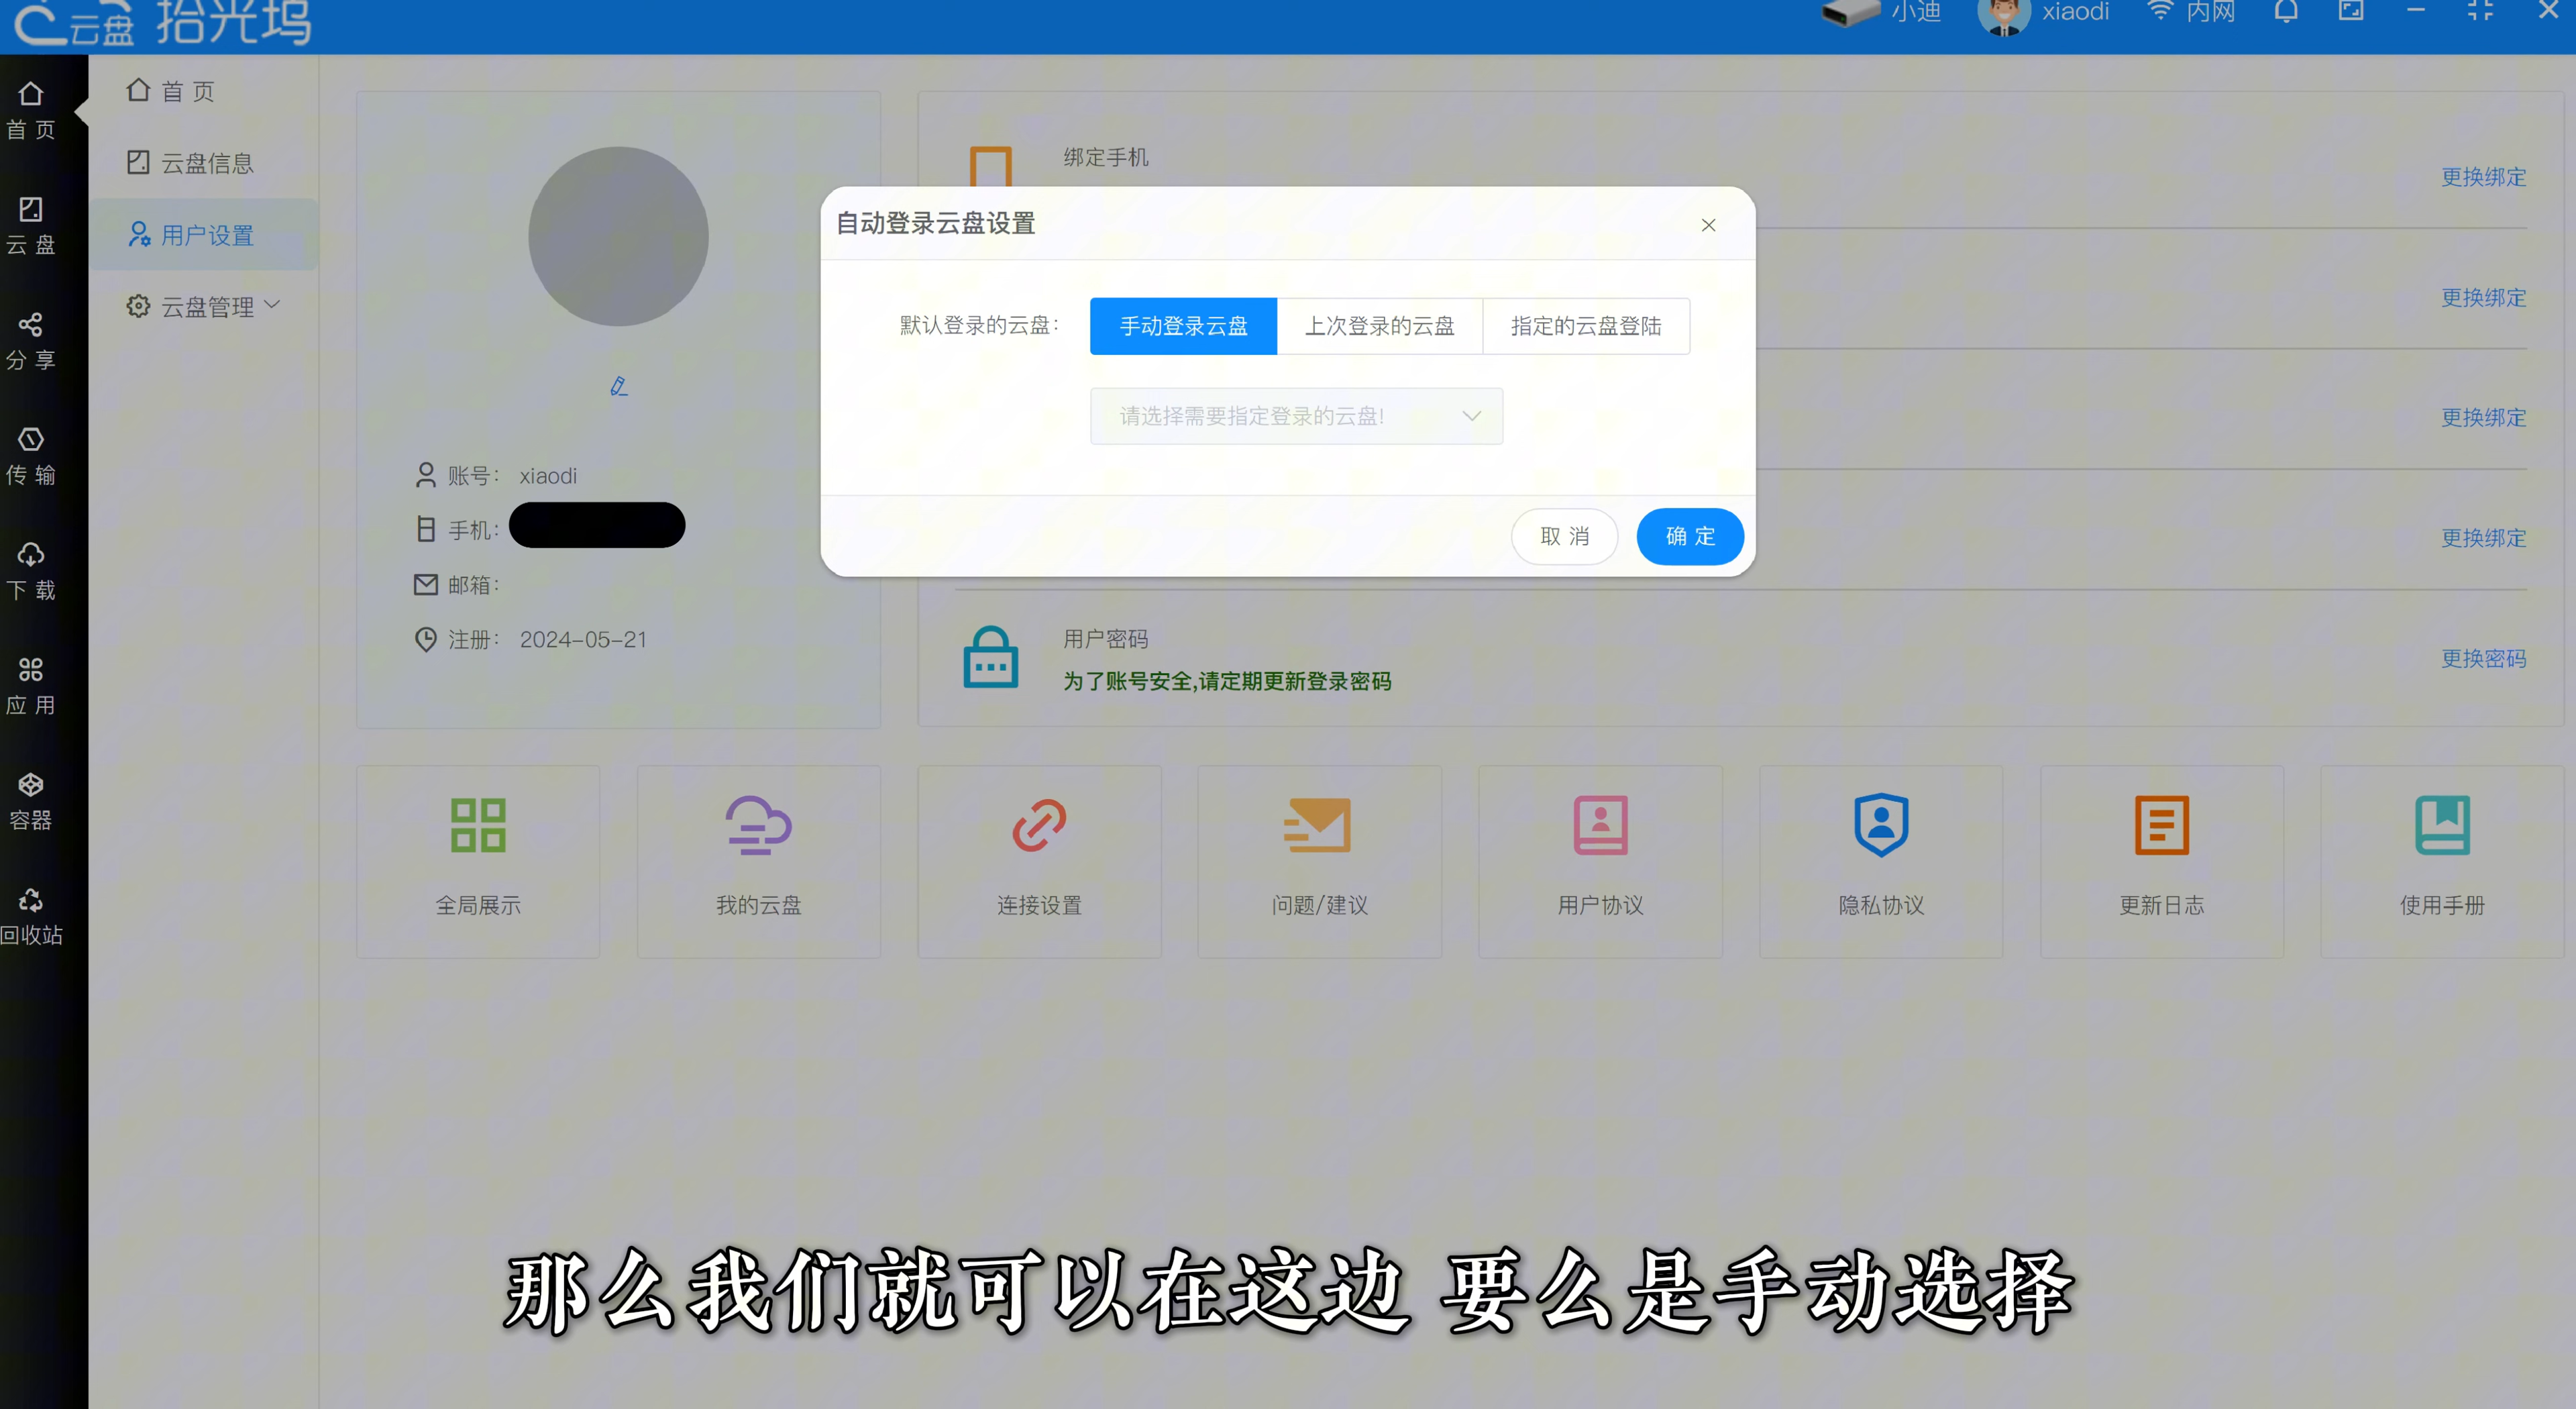 云盘 拾光坞
小迪 xiaodi 内网
首 页
云 盘
分 享
传 输
下 载
应 用
容器
回收站
首 页
云盘信息
用户设置
云盘管理
账号： xiaodi
手机：
邮箱：
注册： 2024-05-21
绑定手机
更换绑定
更换绑定
更换绑定
更换绑定
用户密码
为了账号安全,请定期更新登录密码
更换密码
自动登录云盘设置
默认登录的云盘： 手动登录云盘 上次登录的云盘 指定的云盘登陆
请选择需要指定登录的云盘!
取 消 确 定
全局展示 我的云盘 连接设置 问题/建议 用户协议 隐私协议 更新日志 使用手册
那么我们就可以在这边 要么是手动选择